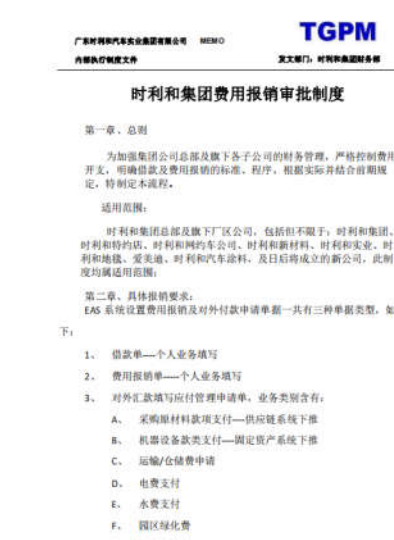 TGPM
广东时利和汽车实业集团有限公司 MEMO
内部执行制度文件 发文部门：时利和集团财务部
时利和集团费用报销审批制度
第一章、总则
为加强集团公司总部及旗下各子公司的财务管理，严格控制费用
开支，明确借款及费用报销的标准、程序，根据实际并结合前期规
定，特制定本流程。
适用范围：
时利和集团总部及旗下厂区公司，包括但不限于：时利和集团、
时利和特约店、时利和网约车公司、时利和新材料、时利和实业、时
利和地毯、爱美迪、时利和汽车涂料，及日后将成立的新公司，此制
度均属适用范围；
第二章、具体报销要求：
EAS 系统设置费用报销及对外付款申请单据一共有三种单据类型，如
下：
1、 借款单----个人业务填写
2、 费用报销单-----个人业务填写
3、 对外汇款填写应付管理申请单，业务类别含有：
A、 采购原材料款项支付----供应链系统下推
B、 机器设备款类支付----固定资产系统下推
C、 运输/仓储费申请
D、 电费支付
E、 水费支付
F、 园区绿化费